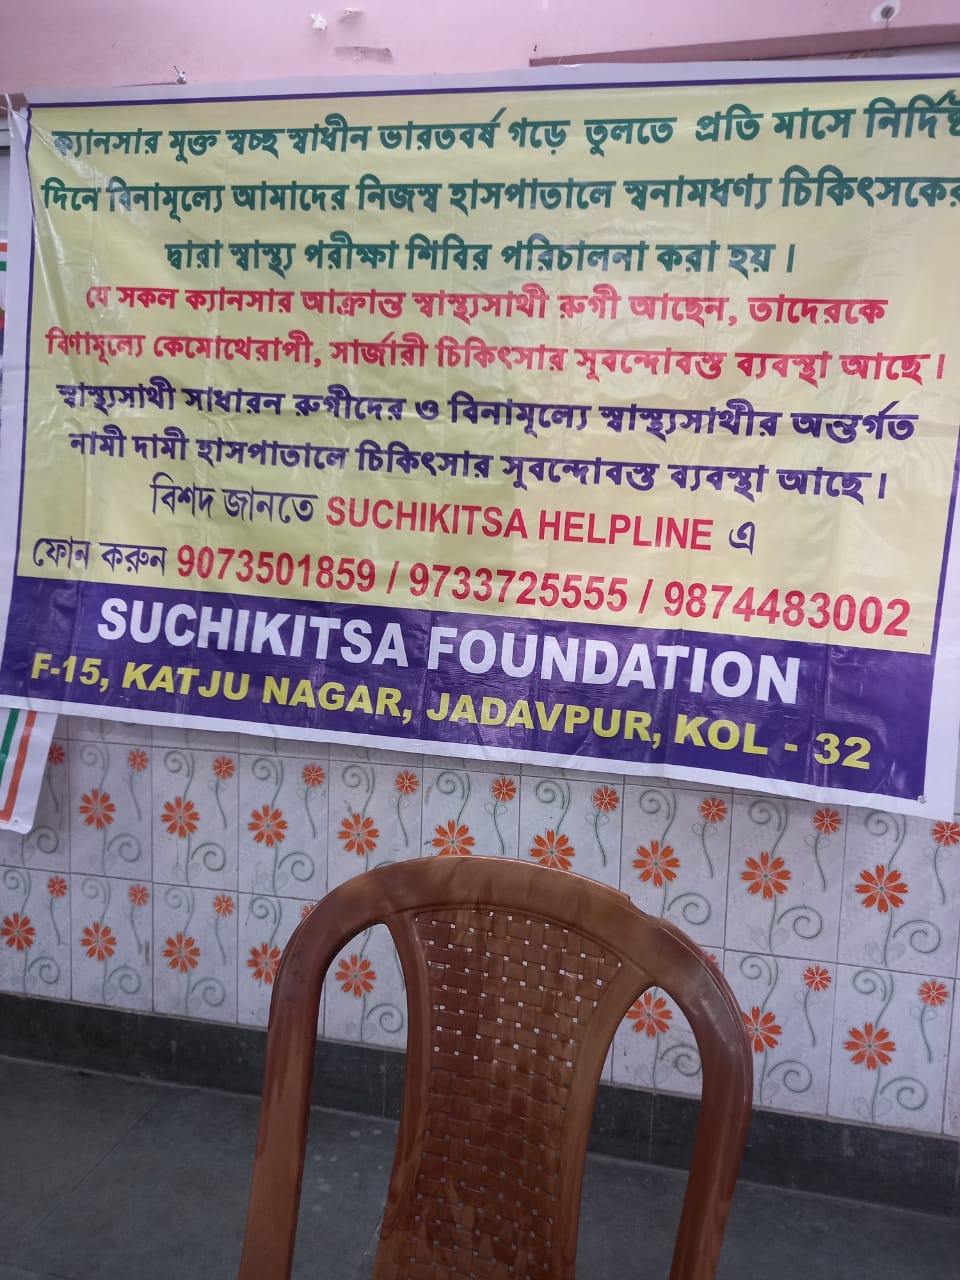 ক্যানসার মুক্ত স্বচ্ছ স্বাধীন ভারতবর্ষ গড়ে তুলতে প্রতি মাসে নির্দিষ্ট
দিনে বিনামূল্যে আমাদের নিজস্ব হাসপাতালে স্বনামধণ্য চিকিৎসকের
দ্বারা স্বাস্থ্য পরীক্ষা শিবির পরিচালনা করা হয় ।
যে সকল ক্যানসার আক্রান্ত স্বাস্থ্যসাথী রুগী আছেন, তাদেরকে
বিণামূল্যে কেমোথেরাপী, সার্জারী চিকিৎসার সুবন্দোবস্ত ব্যবস্থা আছে ।
স্বাস্থ্যসাথী সাধারন রুগীদের ও বিনামূল্যে স্বাস্থ্যসাথীর অন্তর্গত
নামী দামী হাসপাতালে চিকিৎসার সুবন্দোবস্ত ব্যবস্থা আছে ।
বিশদ জানতে SUCHIKITSA HELPLINE এ
ফোন করুন 9073501859 / 9733725555 / 9874483002
SUCHIKITSA FOUNDATION
F-15, KATJU NAGAR, JADAVPUR, KOL - 32